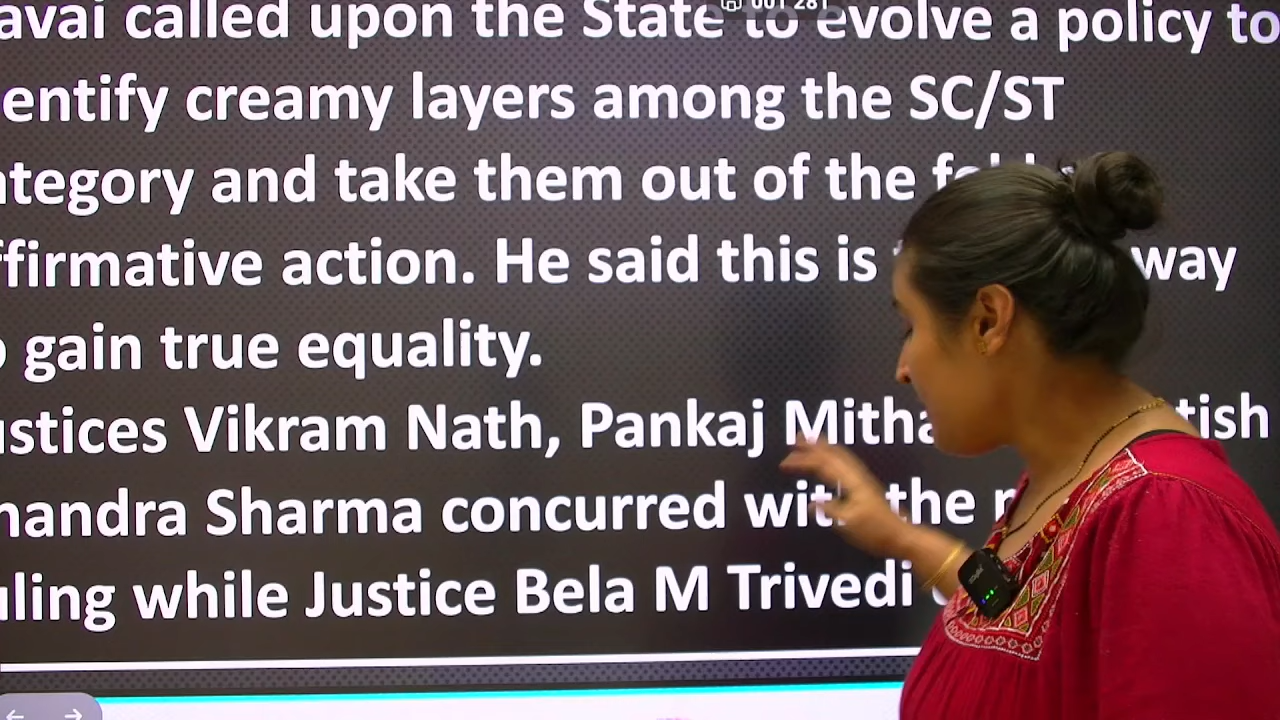 avai called upon the State to evolve a policy to
entify creamy layers among the SC/ST
tegory and take them out of the
ffirmative action. He said this is way
gain true equality.
ustices Vikram Nath, Pankaj Mitha tish
handra Sharma concurred with the
uling while Justice Bela M Trivedi